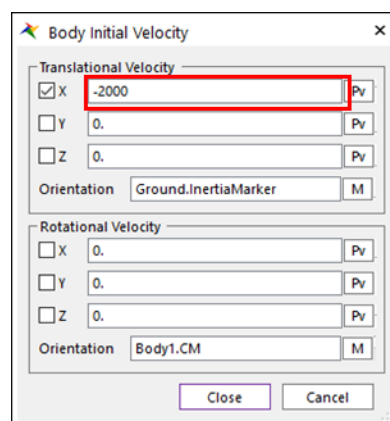 Body Initial Velocity
Translational Velocity
X -2000 Pv
Y 0. Pv
Z 0. Pv
Orientation Ground.InertiaMarker M
Rotational Velocity
X 0. Pv
Y 0. Pv
Z 0. Pv
Orientation Body1.CM M
Close Cancel